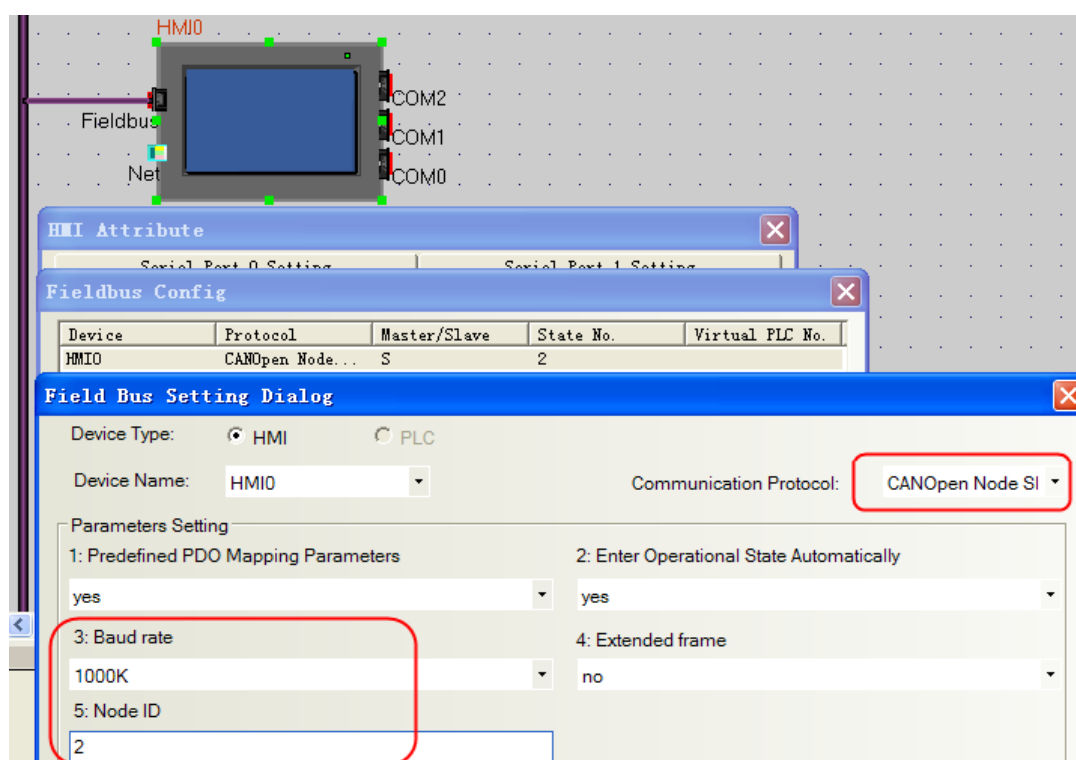 HMI0
COM2
Fieldbus
COM1
Net
COM0
HMI Attribute
Serial Port 0 Setting Serial Port 1 Setting
Fieldbus Config
Device Protocol Master/Slave State No. Virtual PLC No.
HMI0 CANOpen Node... S 2
Field Bus Setting Dialog
Device Type: HMI PLC
Device Name: HMI0 Communication Protocol: CANOpen Node Sl
Parameters Setting
1: Predefined PDO Mapping Parameters 2: Enter Operational State Automatically
yes yes
3: Baud rate 4: Extended frame
1000K no
5: Node ID
2